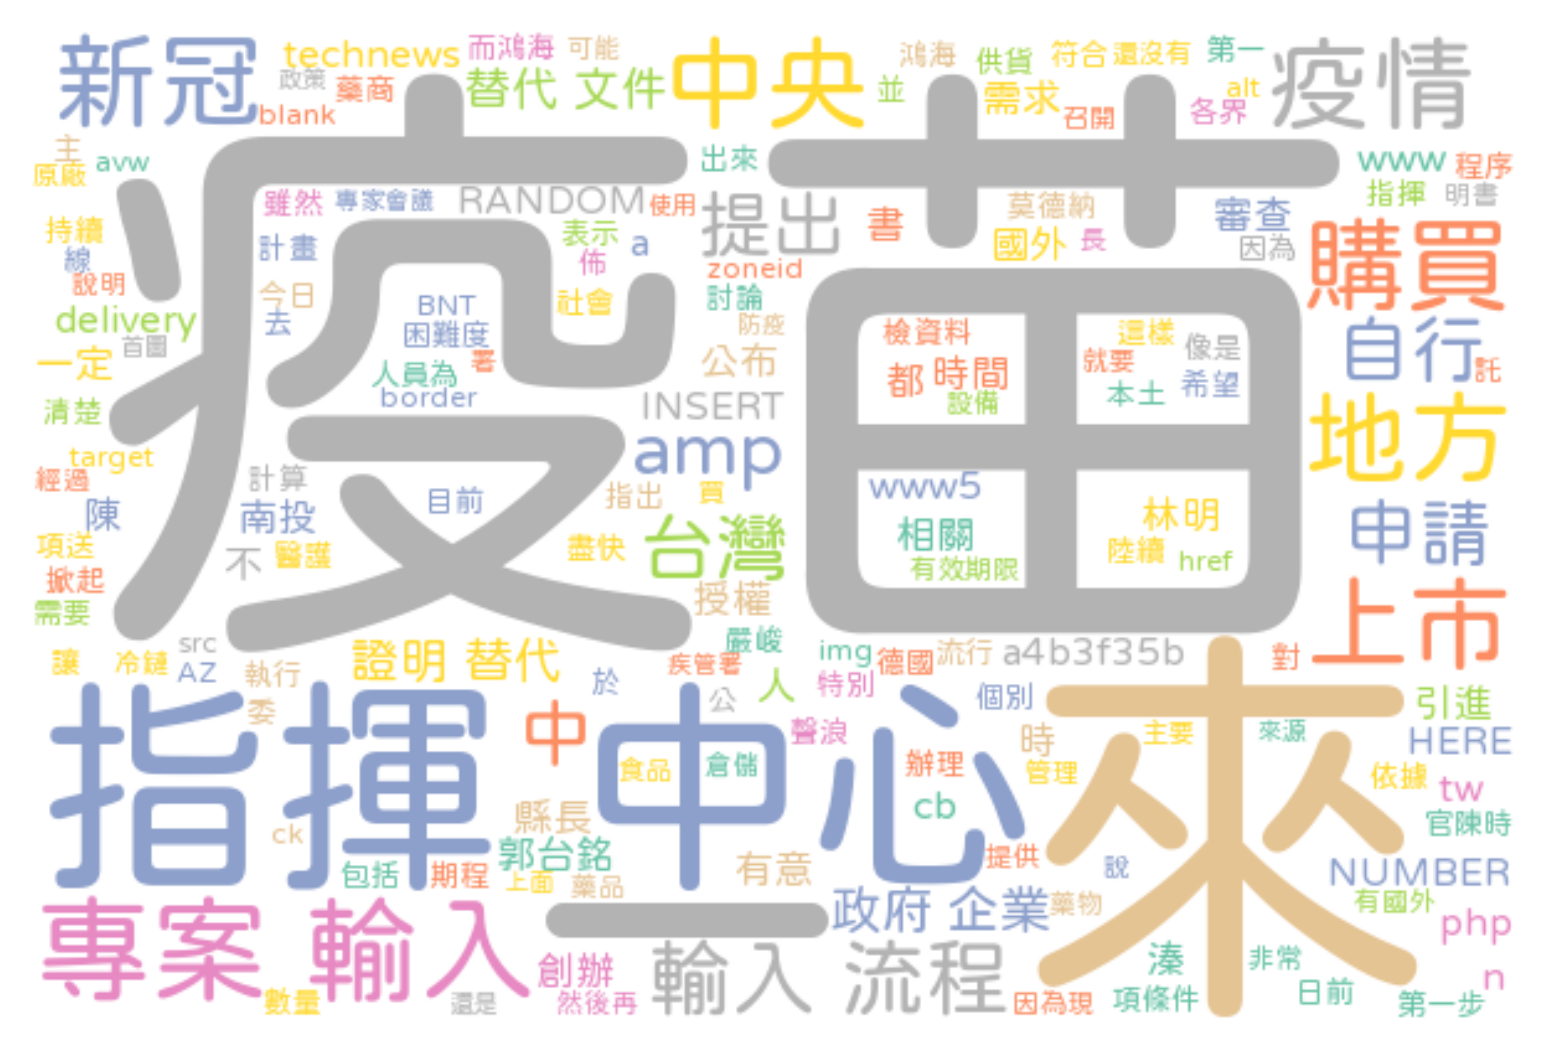 新冠
technews
而鴻海
可能
中央
鴻海
供貨
符合
還沒有
第一
疫情
政策
藥商
替代 文件
並
需求
alt
blank
召開
各界
疫苗
主
原廠
avw
出來
www
程序
指揮
明書
雖然
專家會議
RANDOM
使用
提出
書
莫德納
審查
持續
線
計畫
表示
佈
a
國外
長
因為
購買
說明
zoneid
delivery
今日
去
BNT
困難度
社會
討論
防疫
檢資料
這樣
像是
自行
首圖
一定
署
人員為
border
公布
都
時間
設備
就要
本土
希望
託
清楚
INSERT
地方
target
amp
經過
計算
目前
指出
買
www5
陳
南投
台灣
相關
林明
申請
項送
不
醫護
盡快
有效期限
陸續
href
掀起
需要
授權
上市
src
嚴峻
讓
冷鏈
AZ
執行
證明 替代
疾管署
img
德國
流行
a4b3f35b
對
委
於
公
人
特別
個別
引進
指揮中心
中
聲浪
時
主要
來源
HERE
食品
倉儲
辦理
管理
依據
tw
來
ck
縣長
cb
官陳時
郭台銘
包括
期程
上面
藥品
有意
提供
說
NUMBER
專案 輸入
一
政府 企業
藥物
有國外
php
創辦
輸入 流程
湊
非常
n
數量
還是
然後再
因為現
項條件
日前
第一步